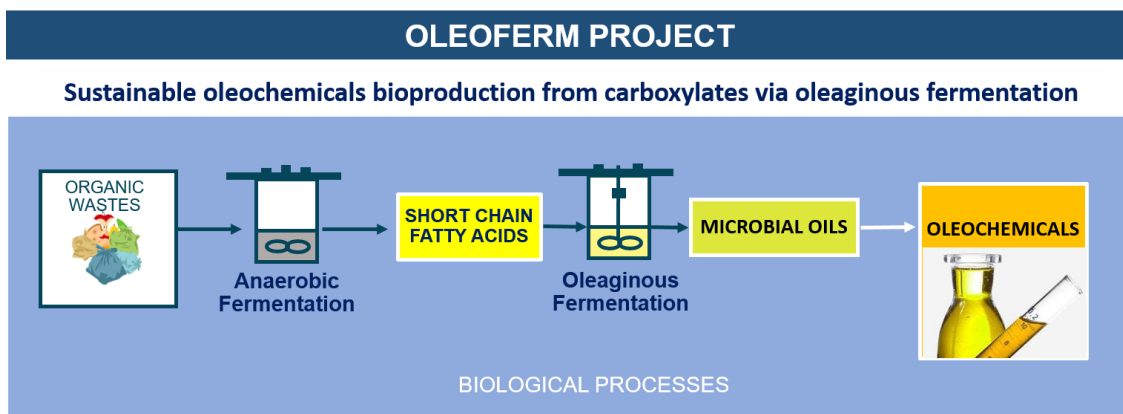 OLEOFERM PROJECT
Sustainable oleochemicals bioproduction from carboxylates via oleaginous fermentation
ORGANIC
WASTES
Anaerobic
Fermentation
SHORT CHAIN
FATTY ACIDS
Oleaginous
Fermentation
MICROBIAL OILS
OLEOCHEMICALS
BIOLOGICAL PROCESSES